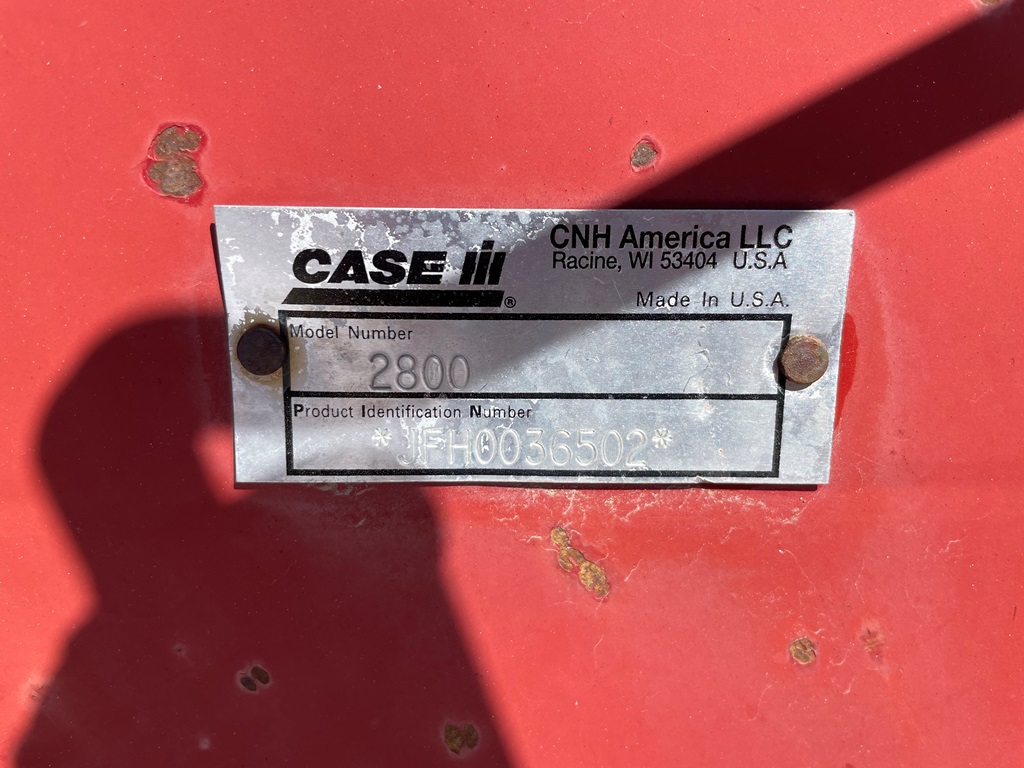 CASE IH
®
CNH America LLC
Racine, WI 53404 U.S.A
Made In U.S.A.
Model Number
2800
Product Identification Number
*JFH0036502*